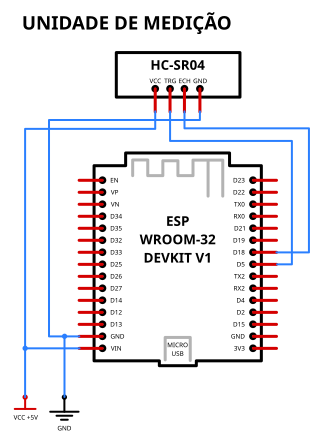 UNIDADE DE MEDIÇÃO
HC-SR04
VCC TRG ECH GND
EN D23
VP D22
VN TX0
D34 RX0
D35 D21
D32 D19
D33 D18
D25 D5
D26 TX2
D27 RX2
D14 D4
D12 D2
D13 D15
GND GND
VIN 3V3
ESP
WROOM-32
DEVKIT V1
MICRO
USB
VCC +5V
GND